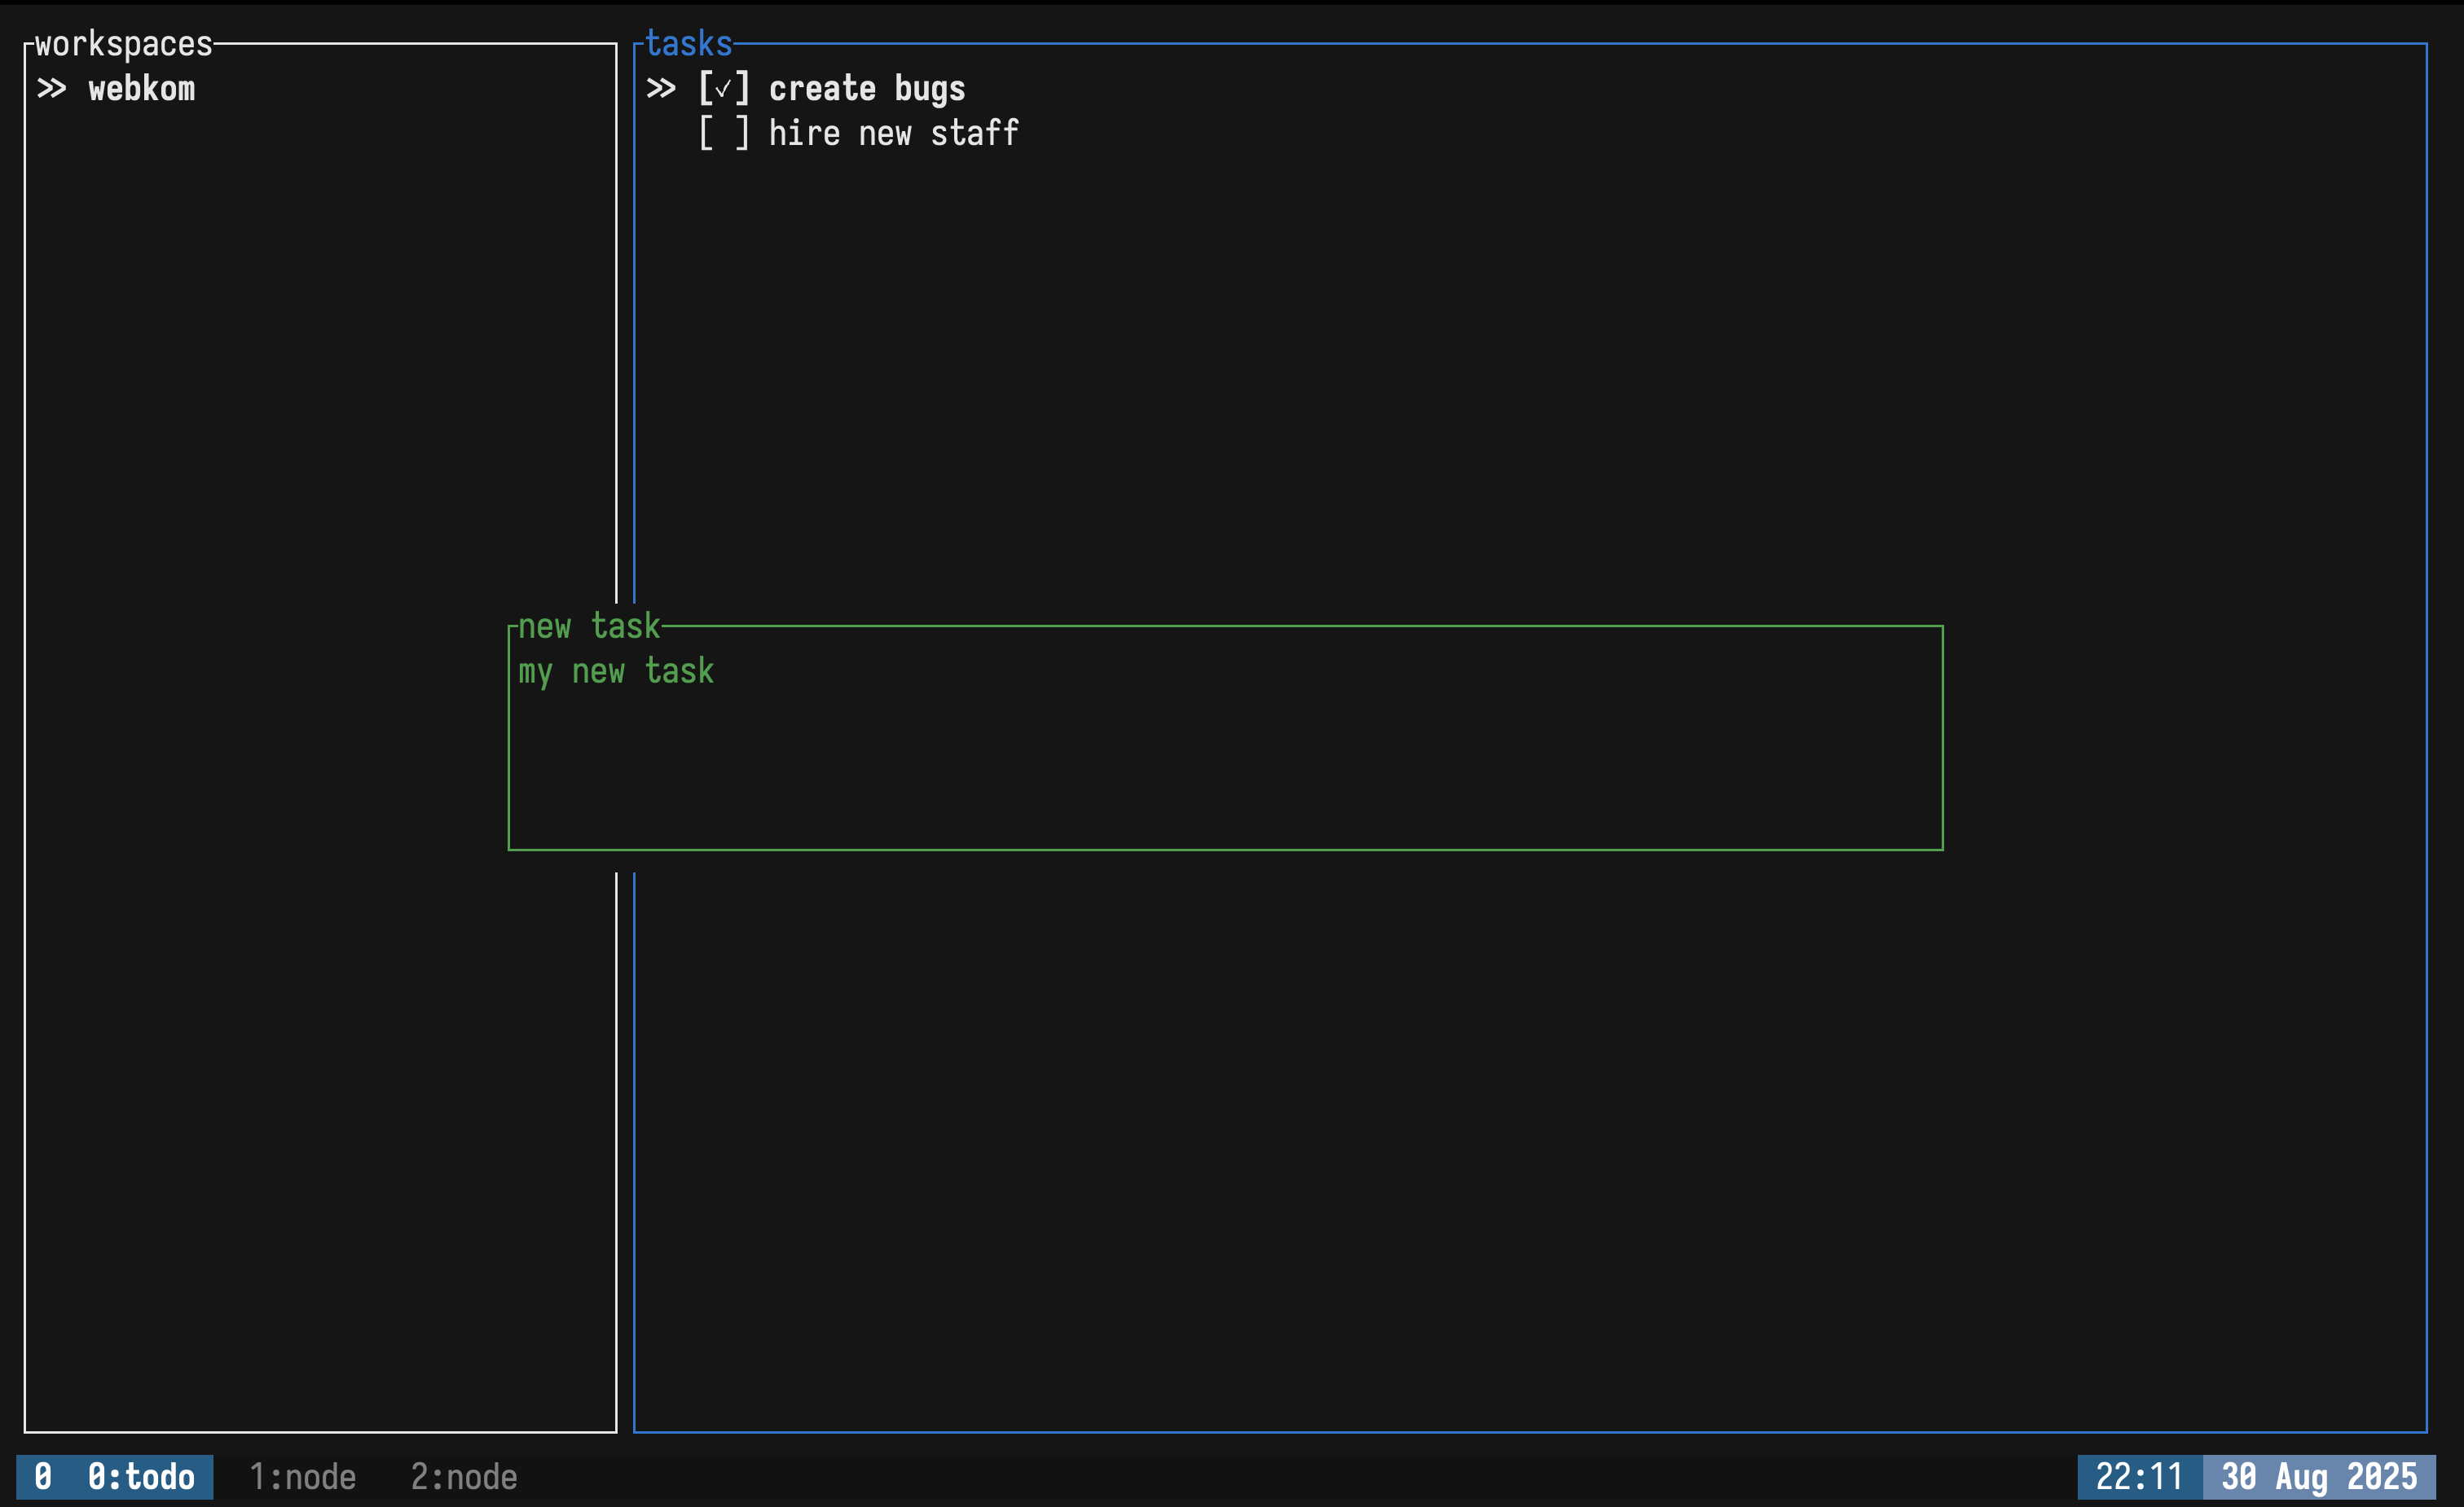 workspaces
>> webkom
tasks
>> [✓] create bugs
[ ] hire new staff
new task
my new task
0 0:todo 1:node 2:node 22:11 30 Aug 2025